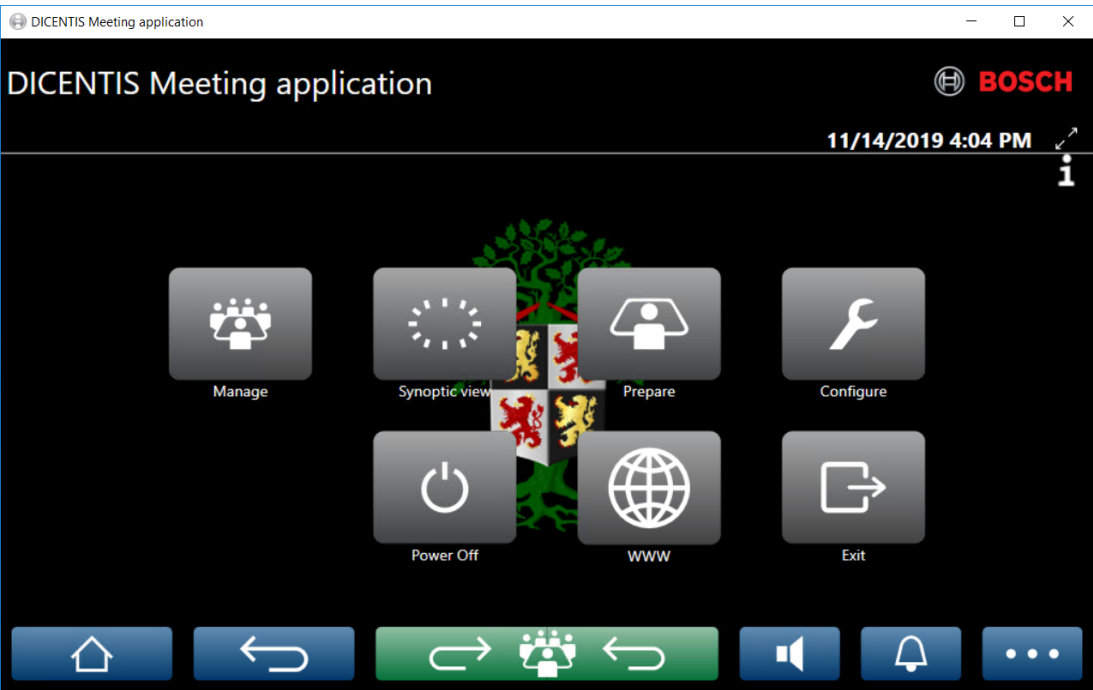 DICENTIS Meeting application
DICENTIS Meeting application
BOSCH
11/14/2019 4:04 PM
Manage
Synoptic view
Prepare
Configure
Power Off
WWW
Exit